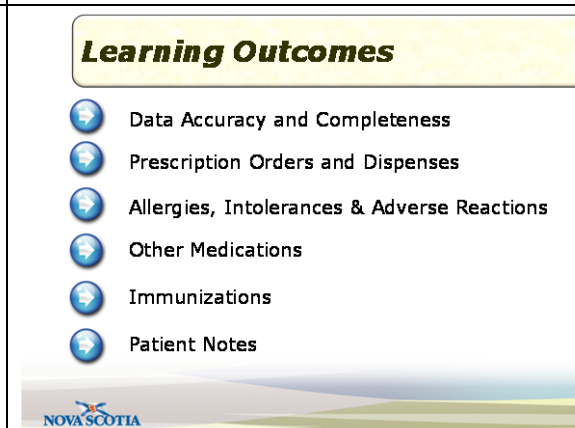 Learning Outcomes
Data Accuracy and Completeness
Prescription Orders and Dispenses
Allergies, Intolerances & Adverse Reactions
Other Medications
Immunizations
Patient Notes
NOVA SCOTIA